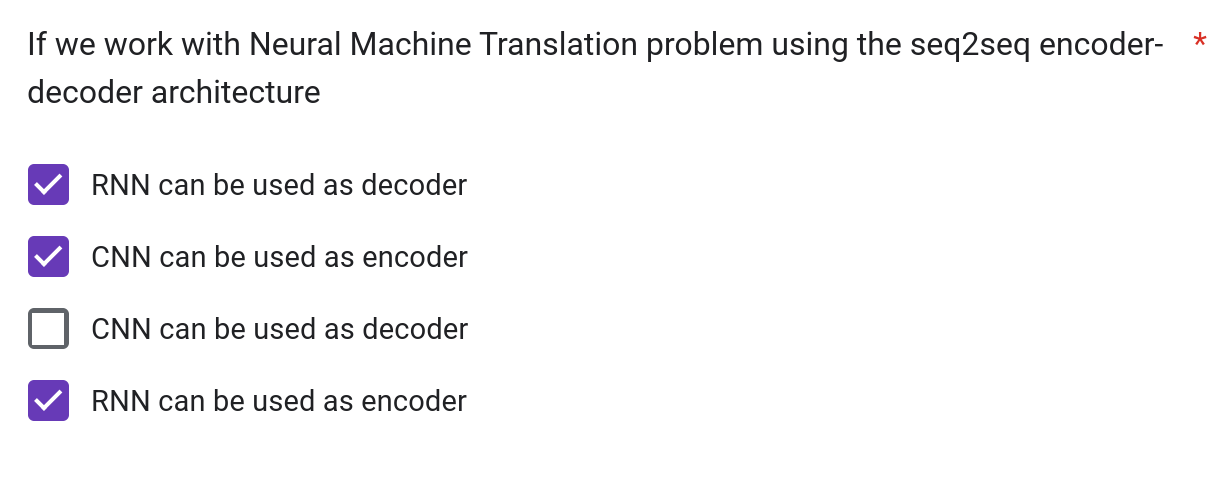 If we work with Neural Machine Translation problem using the seq2seq encoder- *
decoder architecture
RNN can be used as decoder
CNN can be used as encoder
CNN can be used as decoder
RNN can be used as encoder